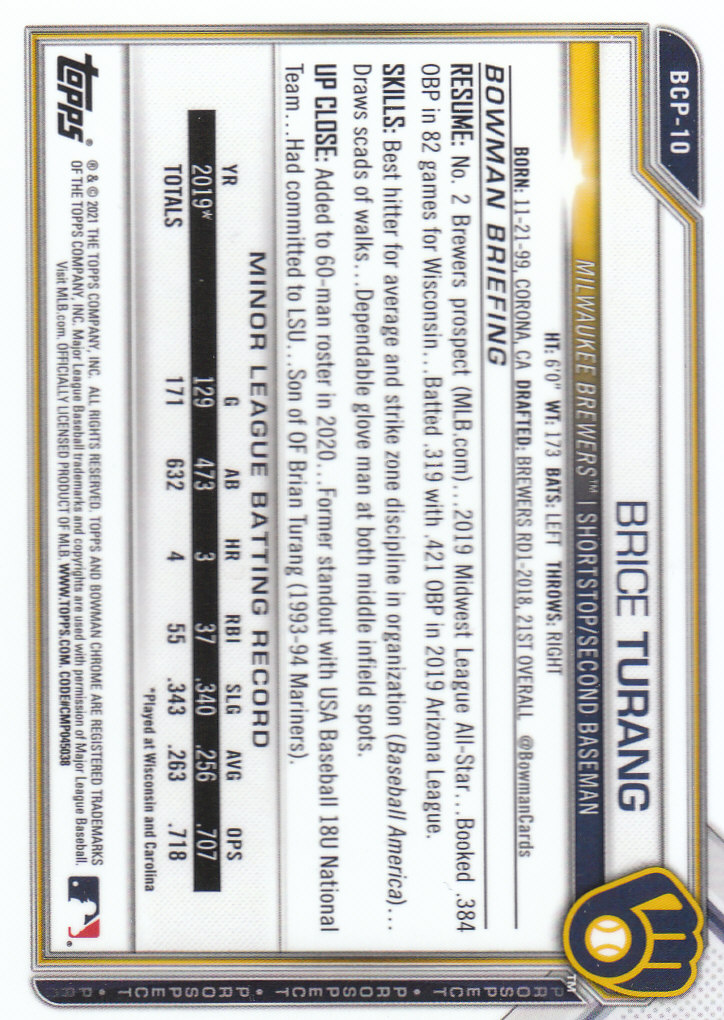 BCP-10
BRICE TURANG
MILWAUKEE BREWERS™ | SHORTSTOP/SECOND BASEMAN
HT: 6'0" WT: 173 BATS: LEFT THROWS: RIGHT
BORN: 11-21-99, CORONA, CA DRAFTED: BREWERS RD1-2018, 21ST OVERALL @BowmanCards
BOWMAN BRIEFING
RESUME: No. 2 Brewers prospect (MLB.com)...2019 Midwest League All-Star...Booked .384
OBP in 82 games for Wisconsin...Batted .319 with .421 OBP in 2019 Arizona League.
SKILLS: Best hitter for average and strike zone discipline in organization (Baseball America)...
Draws scads of walks...Dependable glove man at both middle infield spots.
UP CLOSE: Added to 60-man roster in 2020...Former standout with USA Baseball 18U National
Team...Had committed to LSU...Son of OF Brian Turang (1993-94 Mariners).
MINOR LEAGUE BATTING RECORD
YR G AB HR RBI SLG AVG OPS
2019* 129 473 3 37 .340 .256 .707
TOTALS 171 632 4 55 .343 .263 .718
*Played at Wisconsin and Carolina
topps®
® & © 2021 THE TOPPS COMPANY, INC. ALL RIGHTS RESERVED. TOPPS AND BOWMAN CHROME ARE REGISTERED TRADEMARKS
OF THE TOPPS COMPANY, INC. Major League Baseball trademarks and copyrights are used with permission of Major League Baseball.
Visit MLB.com. OFFICIALLY LICENSED PRODUCT OF MLB. WWW.TOPPS.COM. CODE#CMP045038
®
™
PROSPECT • PROSPECT • PROSPECT • PR